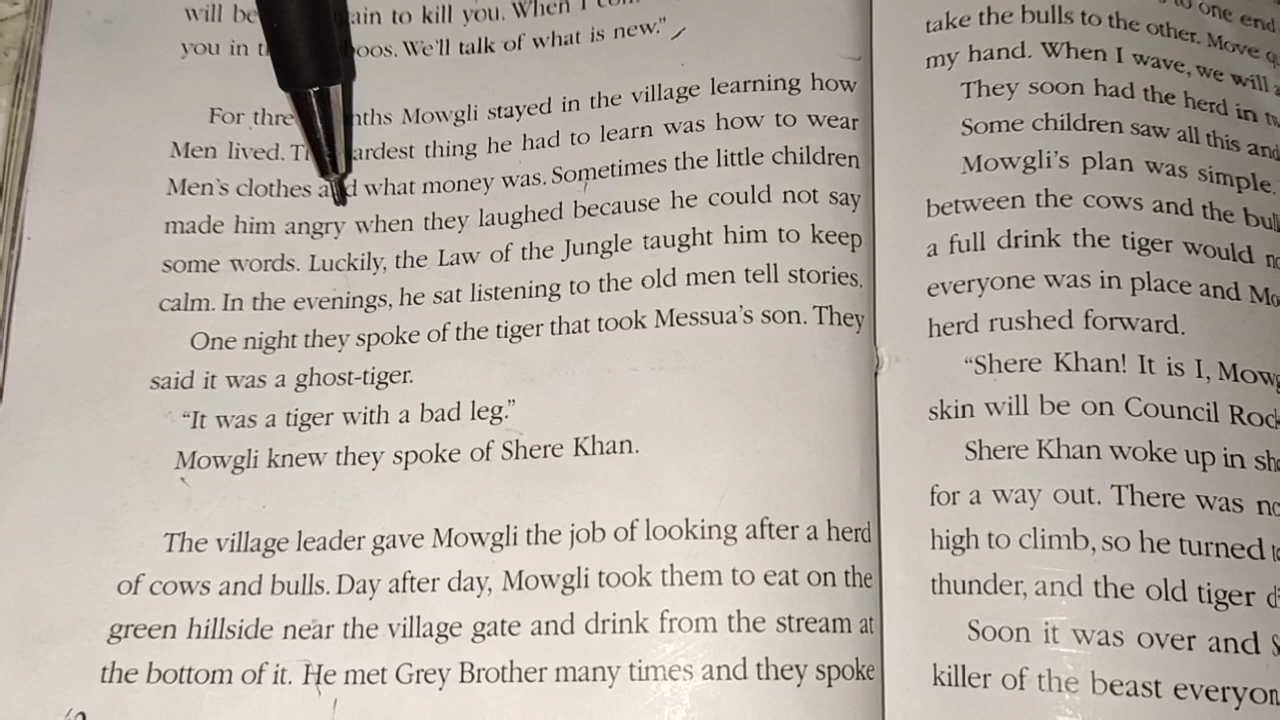 will be ain to kill you. When I
you in t boos. We'll talk of what is new."
For thre nths Mowgli stayed in the village learning how
Men lived. T ardest thing he had to learn was how to wear
Men's clothes and what money was. Sometimes the little children
made him angry when they laughed because he could not say
some words. Luckily, the Law of the Jungle taught him to keep
calm. In the evenings, he sat listening to the old men tell stories.
One night they spoke of the tiger that took Messua's son. They
said it was a ghost-tiger.
"It was a tiger with a bad leg."
Mowgli knew they spoke of Shere Khan.
The village leader gave Mowgli the job of looking after a herd
of cows and bulls. Day after day, Mowgli took them to eat on the
green hillside near the village gate and drink from the stream at
the bottom of it. He met Grey Brother many times and they spoke
to one end
take the bulls to the other. Move
my hand. When I wave, we will
They soon had the herd in
Some children saw all this and
Mowgli's plan was simple.
between the cows and the bul
a full drink the tiger would
everyone was in place and Mo
herd rushed forward.
"Shere Khan! It is I, Mowg
skin will be on Council Roc
Shere Khan woke up in sh
for a way out. There was no
high to climb, so he turned
thunder, and the old tiger d
Soon it was over and S
killer of the beast everyon